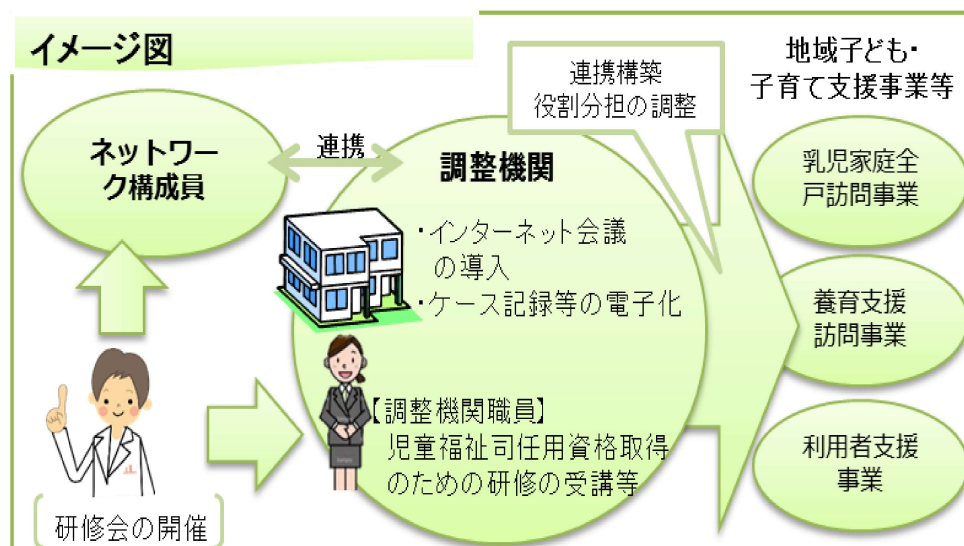 イメージ図
ネットワー
ク構成員
連携
調整機関
・インターネット会議
の導入
・ケース記録等の電子化
【調整機関職員】
児童福祉司任用資格取得
のための研修の受講等
研修会の開催
連携構築
役割分担の調整
地域子ども・
子育て支援事業等
乳児家庭全
戸訪問事業
養育支援
訪問事業
利用者支援
事業